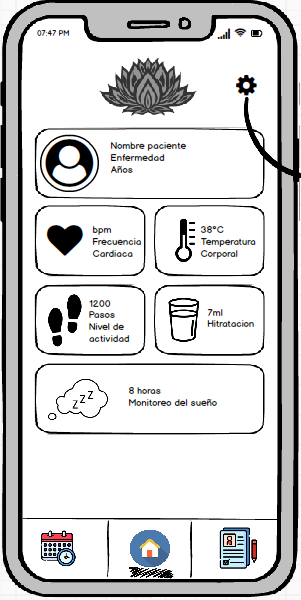 07:47 PM
Nombre paciente
Enfermedad
Años
bpm
Frecuencia
Cardiaca
38°C
Temperatura
Corporal
1200
Pasos
Nivel de
actividad
7ml
Hitratacion
8 horas
Monitoreo del sueño
z z z